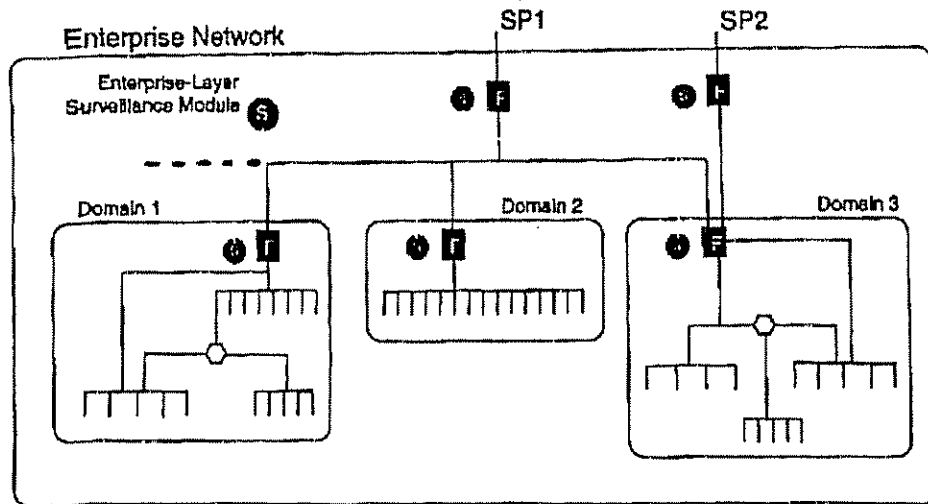 SP1
SP2
Enterprise Network
Enterprise-Layer
Surveillance Module
S
F
Domain 1
Domain 2
Domain 3
F